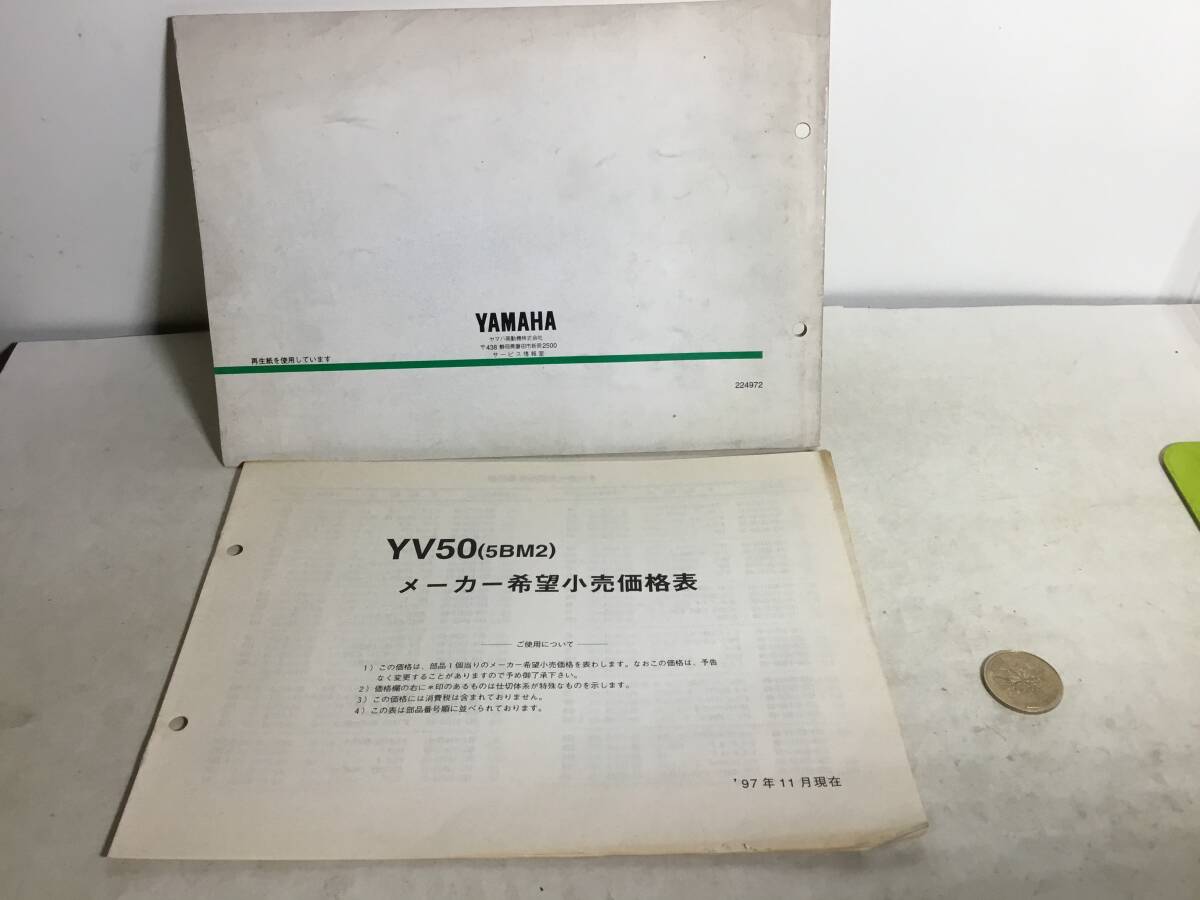 YAMAHA
ヤマハ発動機株式会社
〒438 静岡県磐田市新貝2500
サービス情報室
再生紙を使用しています
224972
YV50(5BM2)
メーカー希望小売価格表
ご使用について
1）この価格は、部品1個当りのメーカー希望小売価格を表わします。なおこの価格は、予告
なく変更することがありますので予め御了承下さい。
2）価格欄の右に＊印のあるものは仕切体系が特殊なものを示します。
3）この価格には消費税は含まれておりません。
4）この表は部品番号順に並べられております。
'97年11月現在